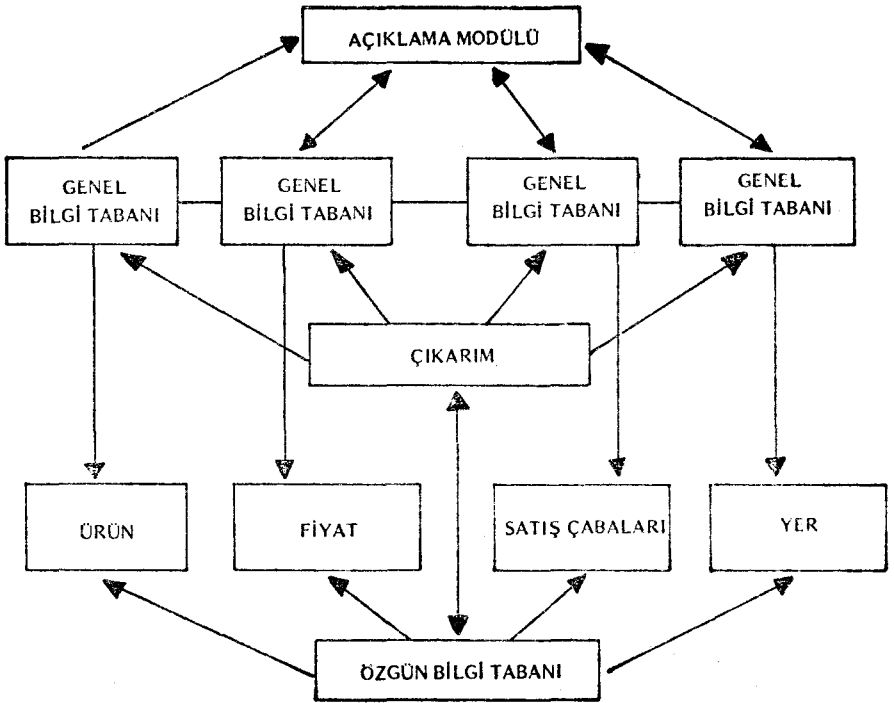 AÇIKLAMA MODÜLÜ
GENEL
BİLGİ TABANI
GENEL
BİLGİ TABANI
GENEL
BİLGİ TABANI
GENEL
BİLGİ TABANI
ÇIKARIM
ÜRÜN
FİYAT
SATIŞ ÇABALARI
YER
ÖZGÜN BİLGİ TABANI